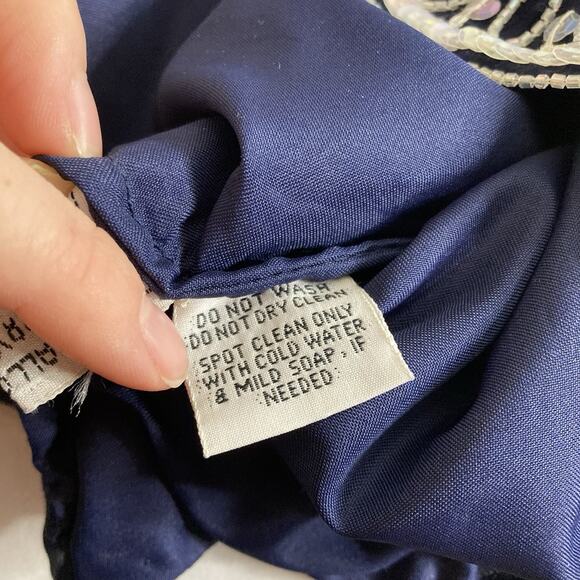 DO NOT WASH
DO NOT DRY CLEAN
SPOT CLEAN ONLY
WITH COLD WATER
& MILD SOAP, IF
NEEDED